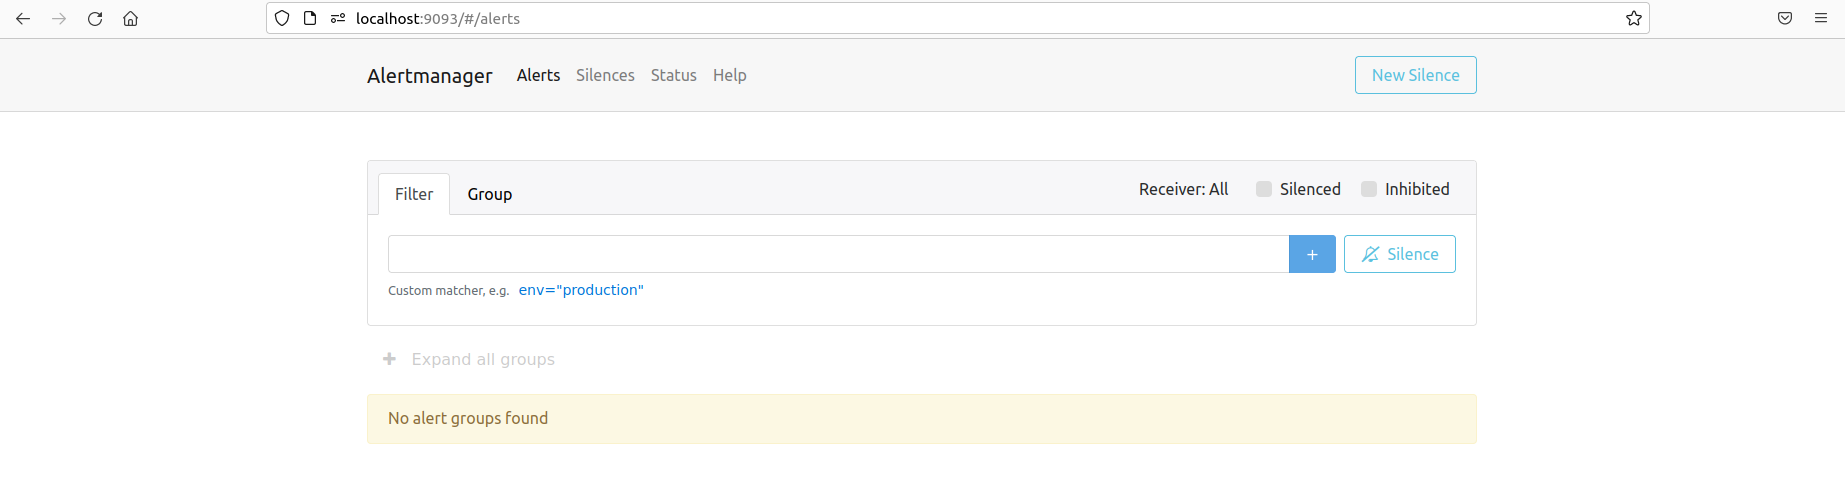 localhost:9093/#/alerts
Alertmanager Alerts Silences Status Help New Silence
Filter Group Receiver: All Silenced Inhibited
+ Silence
Custom matcher, e.g. env="production"
+ Expand all groups
No alert groups found